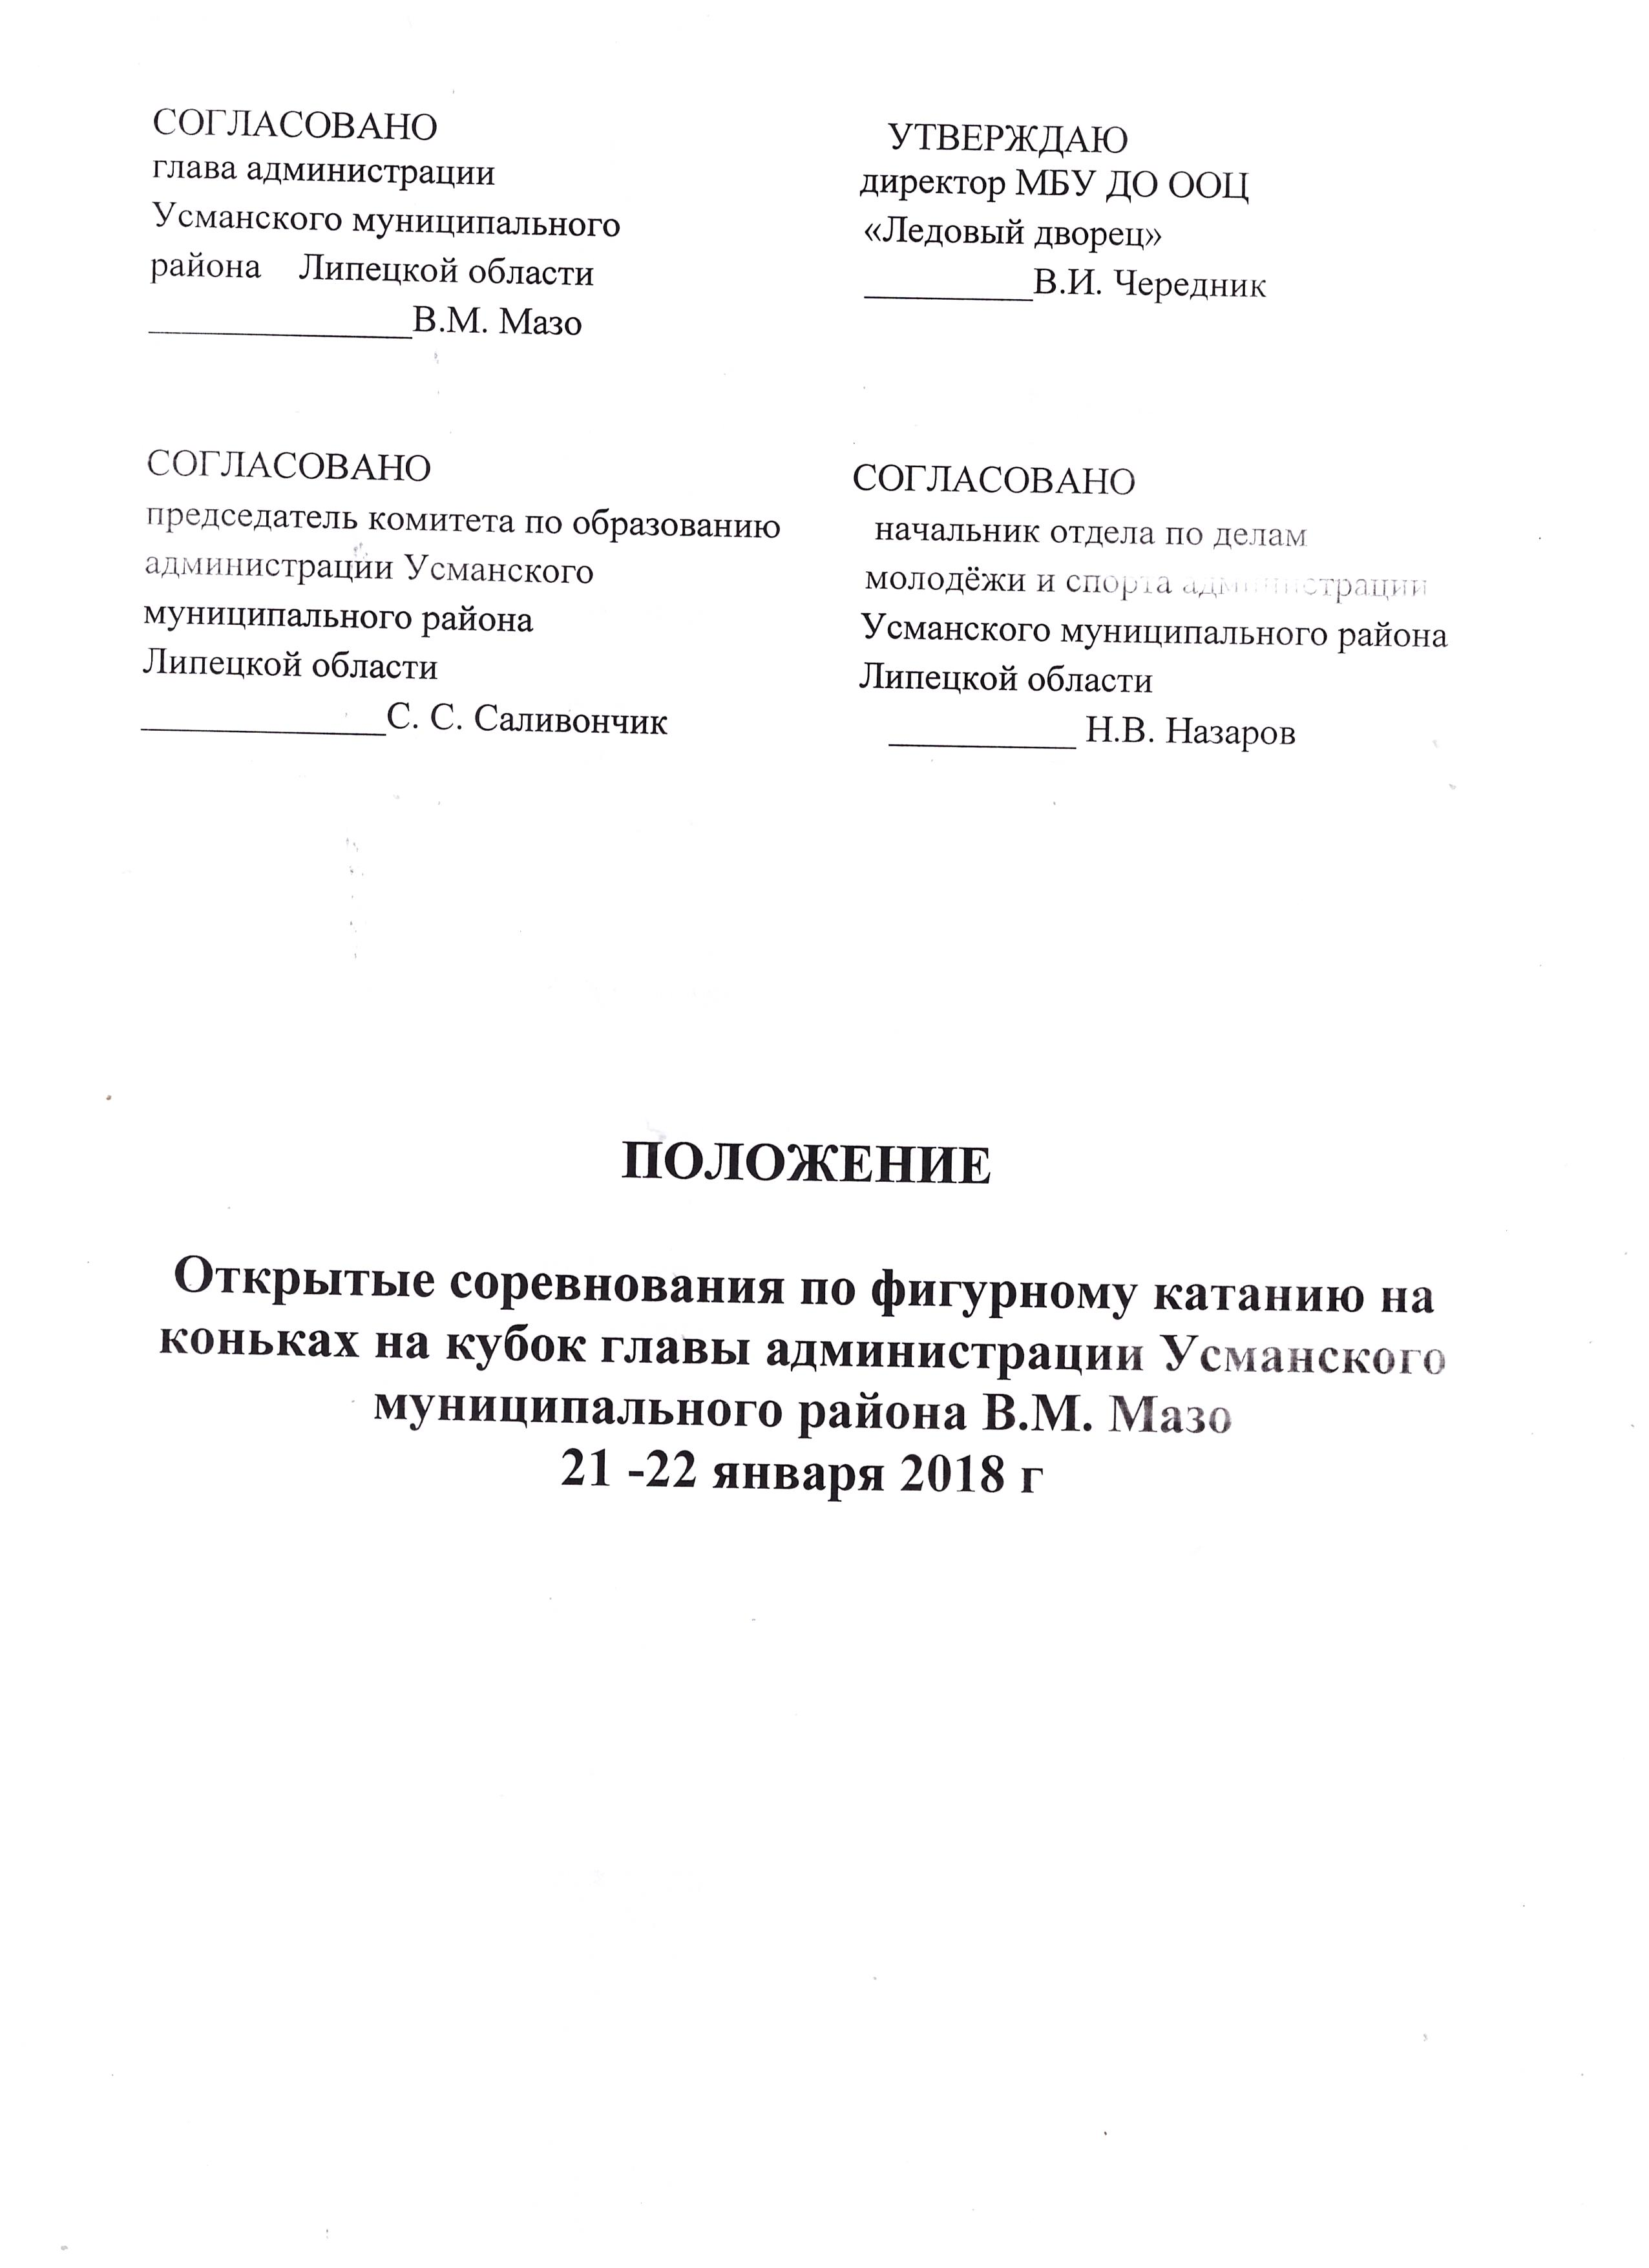 СОГЛАСОВАНО
глава администрации
Усманского муниципального
района Липецкой области
______________В.М. Мазо
УТВЕРЖДАЮ
директор МБУ ДО ООЦ
«Ледовый дворец»
_________В.И. Чередник
СОГЛАСОВАНО
председатель комитета по образованию
администрации Усманского
муниципального района
Липецкой области
_____________С. С. Саливончик
СОГЛАСОВАНО
начальник отдела по делам
молодёжи и спорта администрации
Усманского муниципального района
Липецкой области
__________ Н.В. Назаров
ПОЛОЖЕНИЕ
Открытые соревнования по фигурному катанию на
коньках на кубок главы администрации Усманского
муниципального района В.М. Мазо
21 -22 января 2018 г